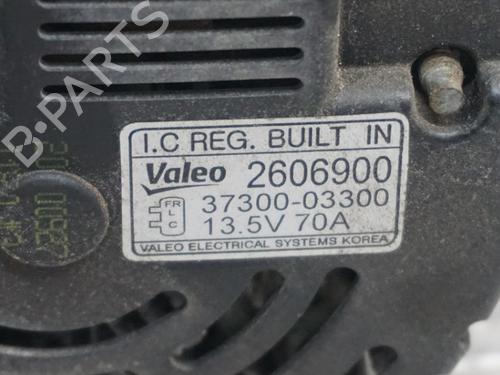 B-PARTS
I.C REG. BUILT IN
Valeo 2606900
FR
L
C
37300-03300
13.5V 70A
VALEO ELECTRICAL SYSTEMS KOREA